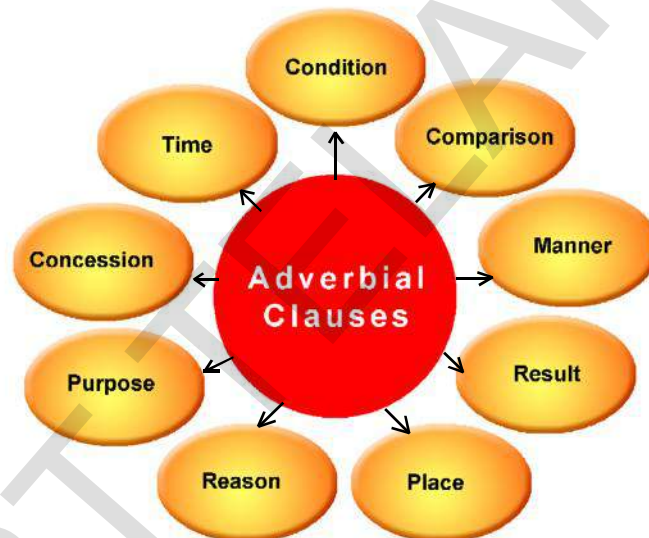 Condition
Comparison
Manner
Result
Place
Reason
Purpose
Concession
Time
Adverbial
Clauses